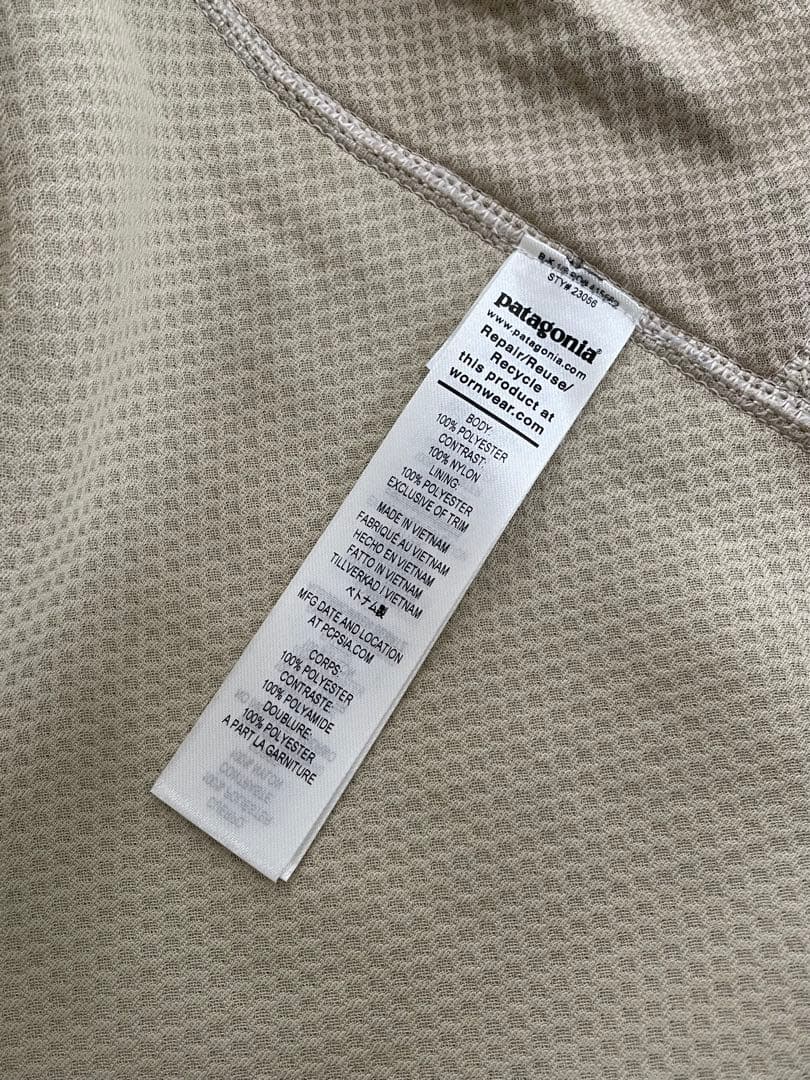 STY# 23056
patagonia®
www.patagonia.com
Repair/Reuse/
Recycle
this product at
wornwear.com
BODY:
100% POLYESTER
CONTRAST:
100% NYLON
LINING:
100% POLYESTER
EXCLUSIVE OF TRIM
MADE IN VIETNAM
FABRIQUÉ AU VIETNAM
HECHO EN VIETNAM
FATTO IN VIETNAM
TILLVERKAD I VIETNAM
ベトナム製
MFG DATE AND LOCATION
AT PCPSIA.COM
CORPS:
100% POLYESTER
CONTRASTE:
100% POLYAMIDE
DOUBLURE:
100% POLYESTER
A PART LA GARNITURE